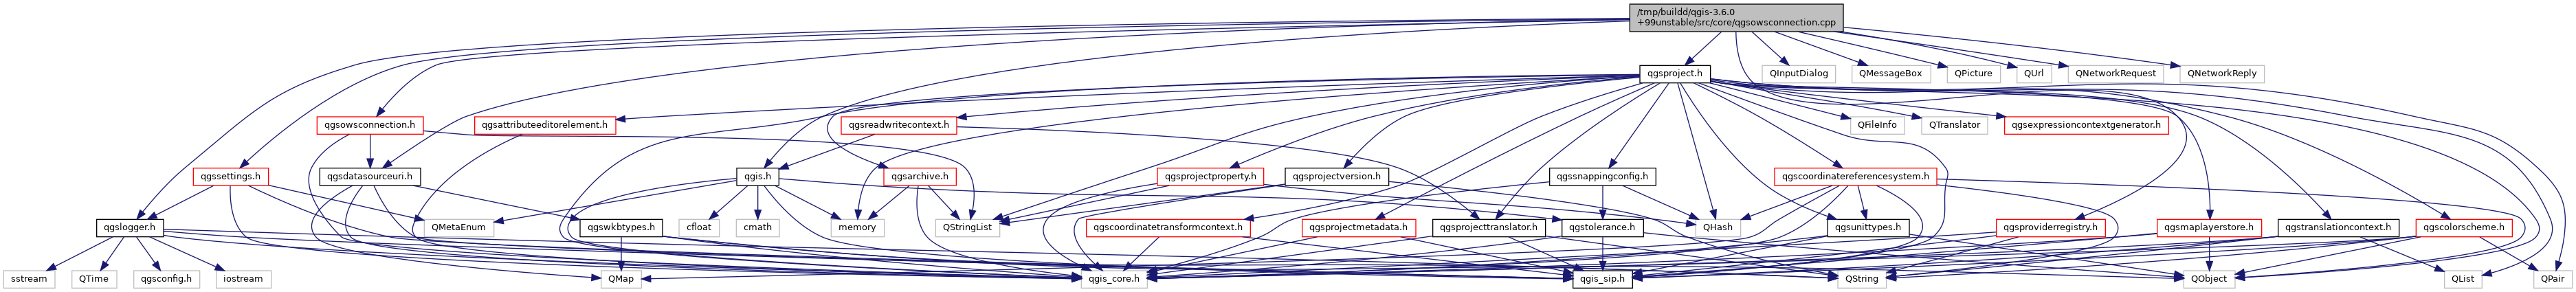 /tmp/buildd/qgis-3.6.0
+99unstable/src/core/qgsowsconnection.cpp
qgsproject.h
QInputDialog
QMessageBox
QPicture
QUrl
QNetworkRequest
QNetworkReply
qgsowsconnection.h
qgsattributeeditorelement.h
qgsreadwritecontext.h
QFileInfo
QTranslator
qgsexpressioncontextgenerator.h
qgssettings.h
qgsdatasourceuri.h
qgis.h
qgsarchive.h
qgsprojectproperty.h
qgsprojectversion.h
qgssnappingconfig.h
qgscoordinatereferencesystem.h
qgslogger.h
QMetaEnum
qgswkbtypes.h
cfloat
cmath
memory
QStringList
qgscoordinatetransformcontext.h
qgsprojectmetadata.h
qgsprojecttranslator.h
qgstolerance.h
QHash
qgsunittypes.h
qgsproviderregistry.h
qgsmaplayerstore.h
qgstranslationcontext.h
qgscolorscheme.h
sstream
QTime
qgsconfig.h
iostream
QMap
qgis_core.h
qgis_sip.h
QString
QObject
QList
QPair